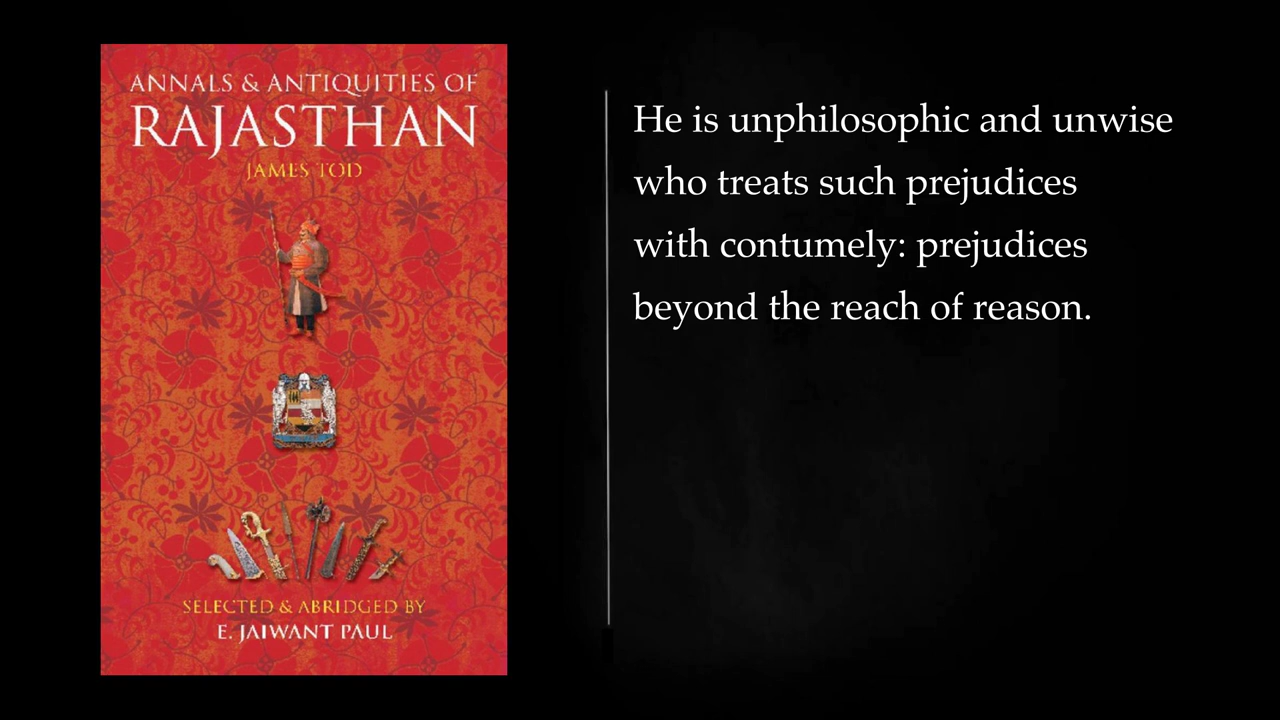 ANNALS & ANTIQUITIES OF
RAJASTHAN
JAMES TOD
SELECTED & ABRIDGED BY
E. JAIWANT PAUL
He is unphilosophic and unwise
who treats such prejudices
with contumely: prejudices
beyond the reach of reason.